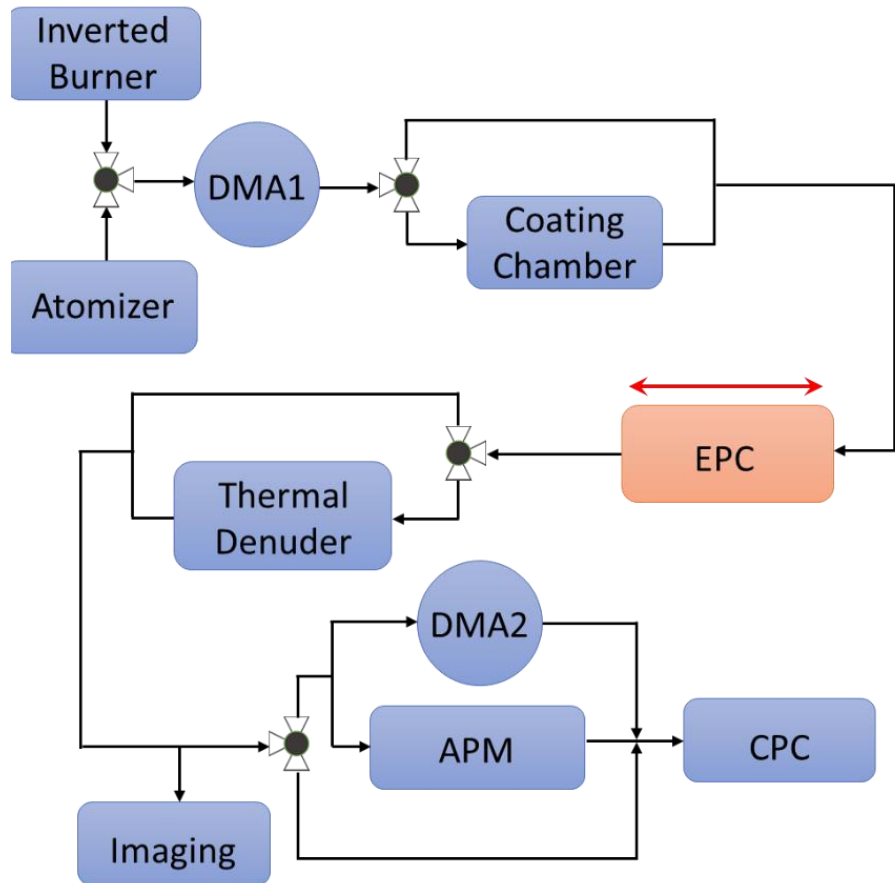 Inverted
Burner
DMA1
Coating
Chamber
Atomizer
EPC
Thermal
Denuder
DMA2
APM
CPC
Imaging